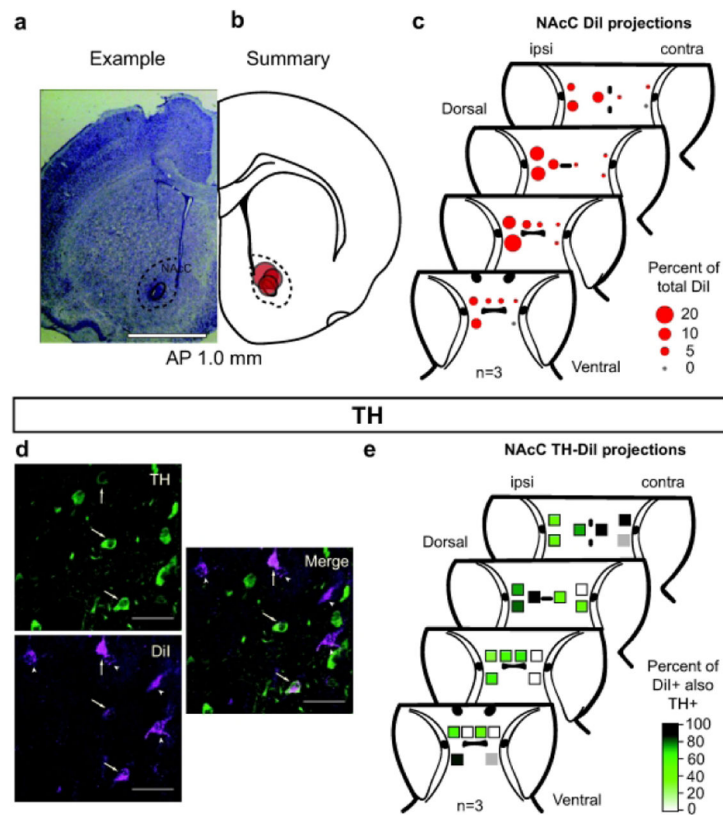 a
b
c
NAcC DiI projections
Example
Summary
ipsi
contra
Dorsal
NAcC
Percent of
total DiI
20
10
5
0
AP 1.0 mm
n=3
Ventral
TH
d
e
NAcC TH-DiI projections
TH
ipsi
contra
Dorsal
Merge
DiI
Percent of
DiI+ also
TH+
100
80
60
40
20
0
n=3
Ventral